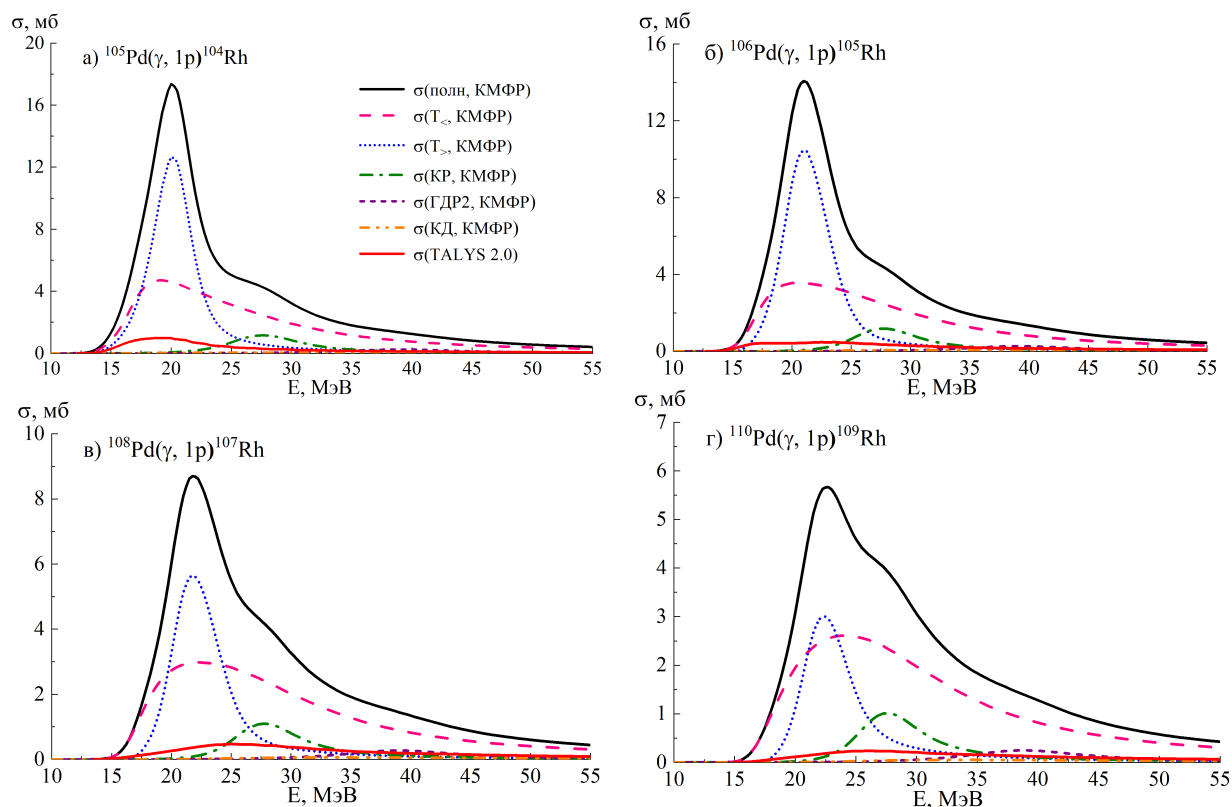 σ, мб
20
16
12
8
4
0
а) ¹⁰⁵Pd(γ, 1p)¹⁰⁴Rh
σ(полн, КМФР)
σ(T<, КМФР)
σ(T>, КМФР)
σ(КР, КМФР)
σ(ГДР2, КМФР)
σ(КД, КМФР)
σ(TALYS 2.0)
10 15 20 25 30 35 40 45 50 55
E, МэВ
σ, мб
16
12
8
4
0
б) ¹⁰⁶Pd(γ, 1p)¹⁰⁵Rh
10 15 20 25 30 35 40 45 50 55
E, МэВ
σ, мб
10
8
6
4
2
0
в) ¹⁰⁸Pd(γ, 1p)¹⁰⁷Rh
10 15 20 25 30 35 40 45 50 55
E, МэВ
σ, мб
7
6
5
4
3
2
1
0
г) ¹¹⁰Pd(γ, 1p)¹⁰⁹Rh
10 15 20 25 30 35 40 45 50 55
E, МэВ